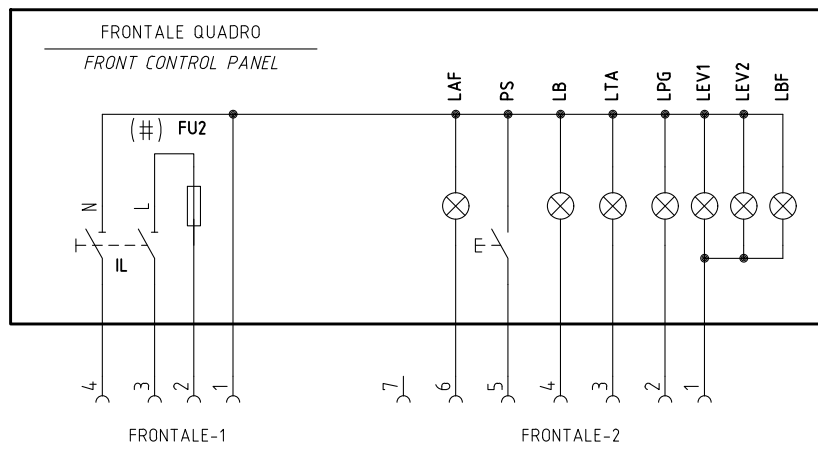 FRONTALE QUADRO
FRONT CONTROL PANEL
LAF PS LB LTA LPG LEV1 LEV2 LBF
(#) FU2
N L
IL
4 3 2 1 7 6 5 4 3 2 1
FRONTALE-1 FRONTALE-2